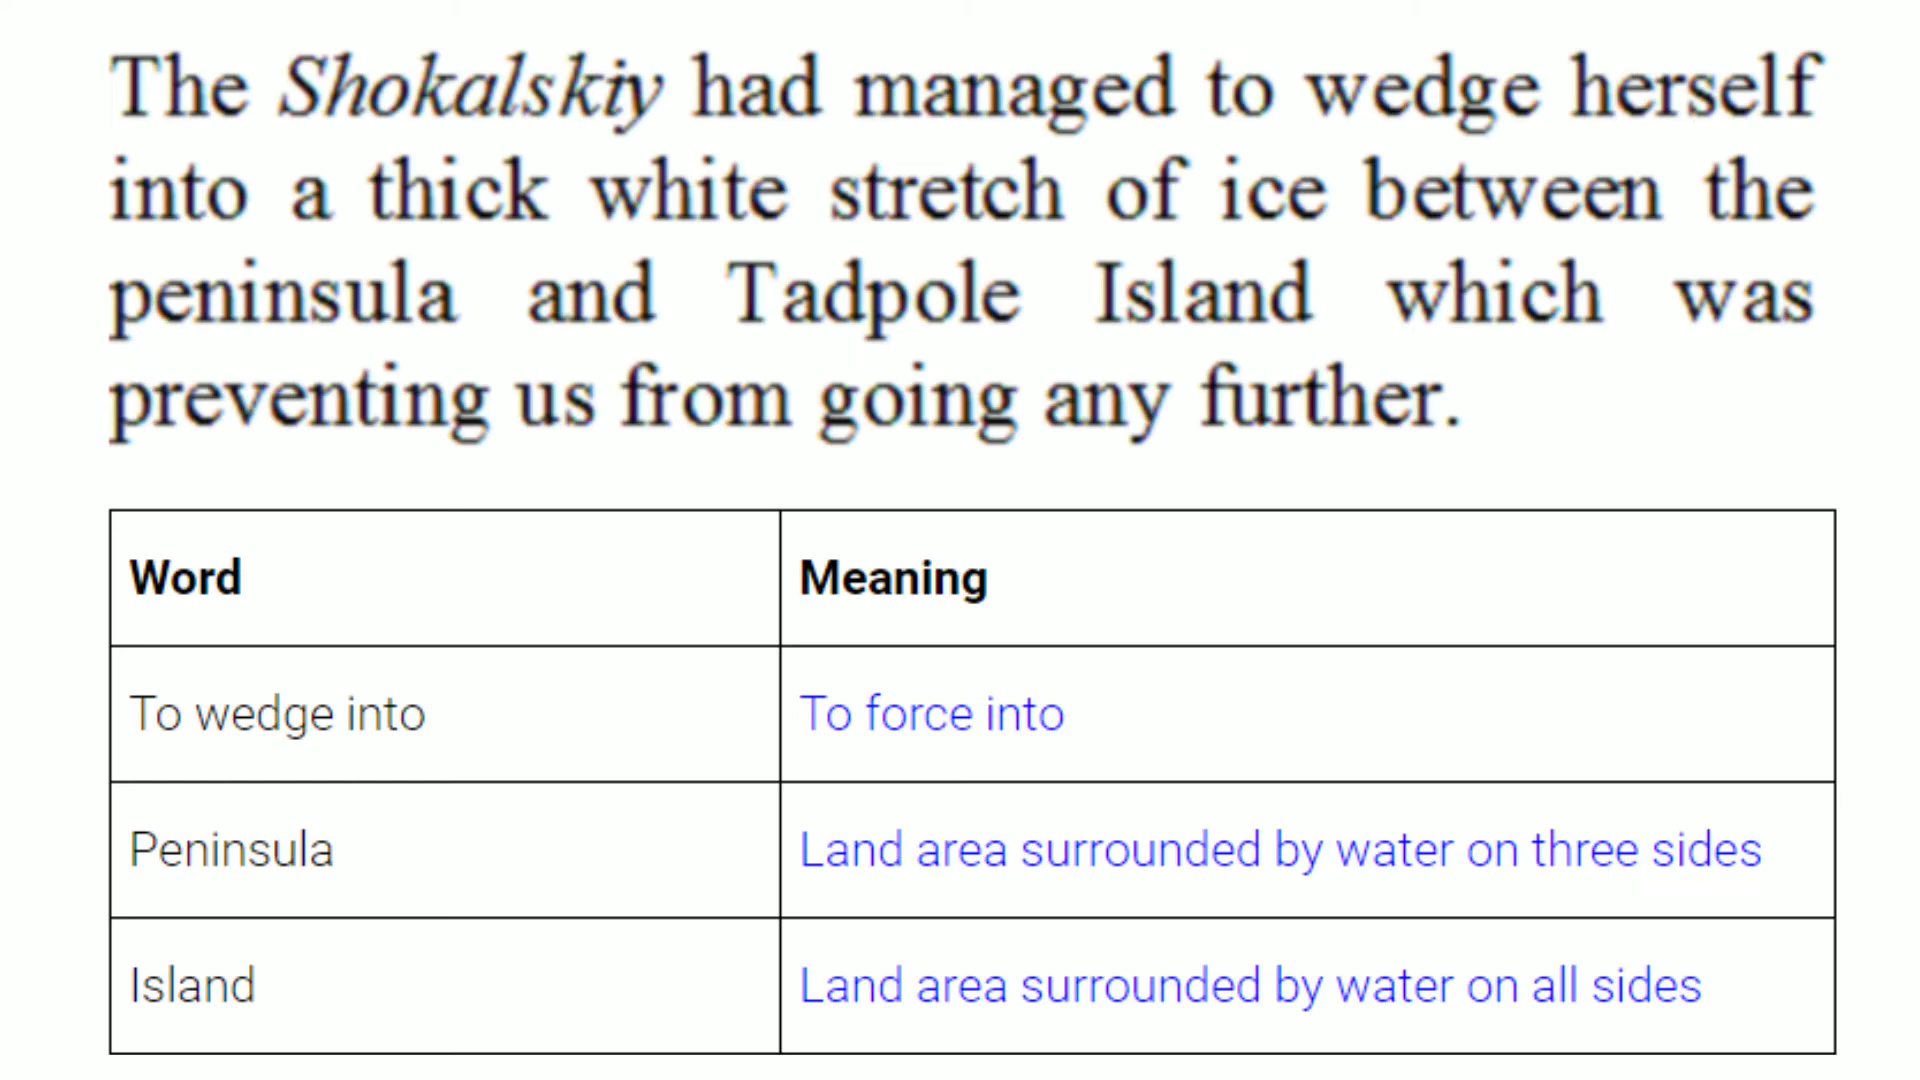 The Shokalskiy had managed to wedge herself
into a thick white stretch of ice between the
peninsula and Tadpole Island which was
preventing us from going any further.
Word Meaning
To wedge into To force into
Peninsula Land area surrounded by water on three sides
Island Land area surrounded by water on all sides